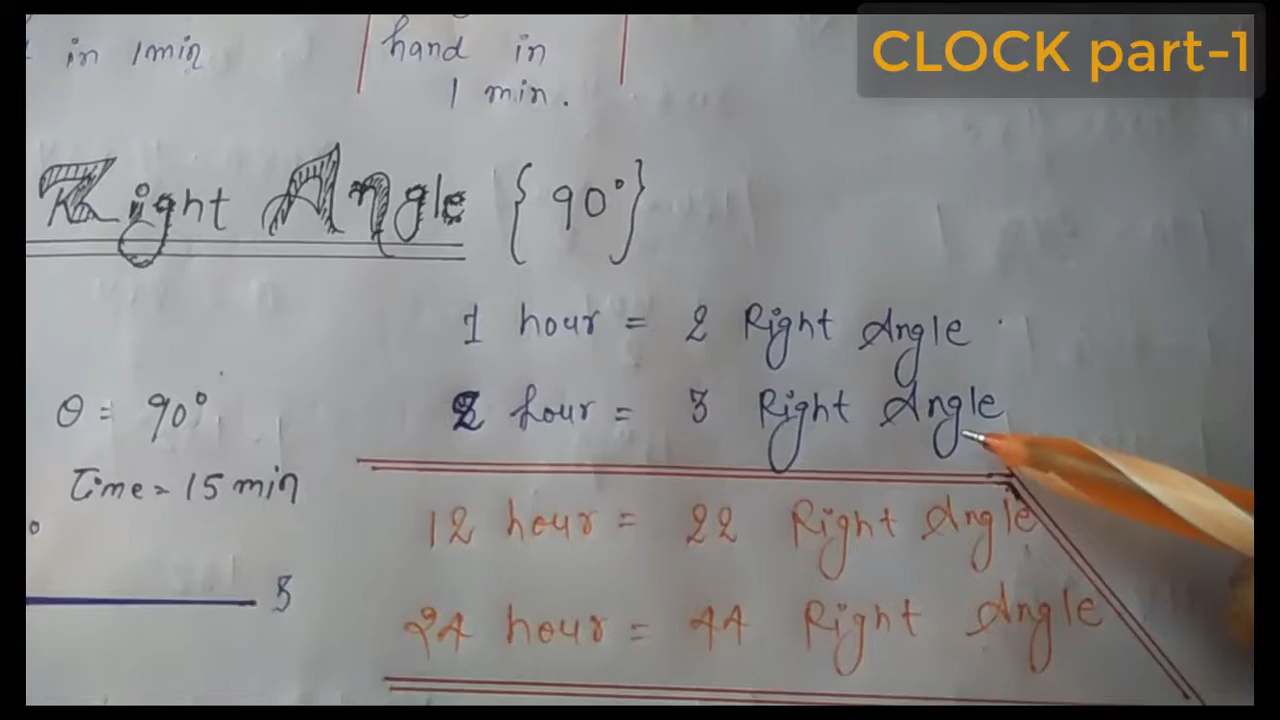 CLOCK part-1
in 1min
hand in
1 min.
Right Angle {90°}
1 hour = 2 Right Angle
2 hour = 3 Right Angle
θ = 90°
Time = 15 min
12 hour = 22 Right Angle
24 hour = 44 Right Angle
3